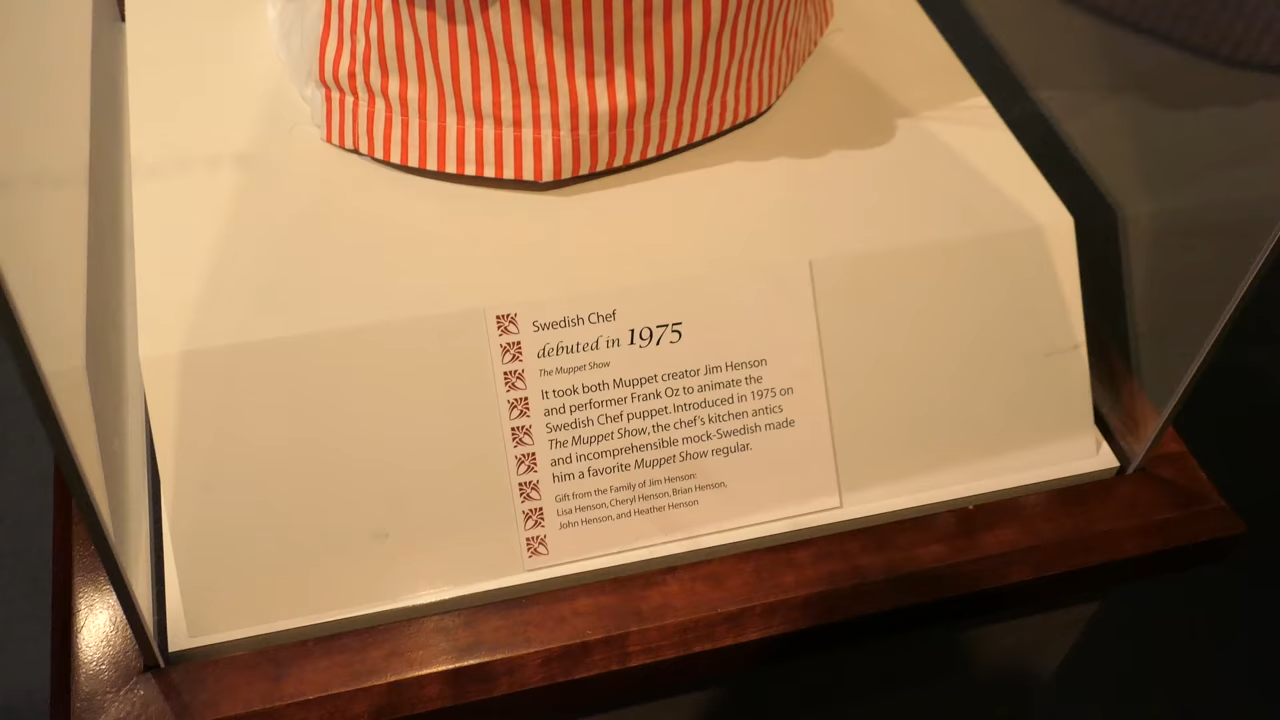 Swedish Chef
debuted in 1975
The Muppet Show
It took both Muppet creator Jim Henson
and performer Frank Oz to animate the
Swedish Chef puppet. Introduced in 1975 on
The Muppet Show, the chef's kitchen antics
and incomprehensible mock-Swedish made
him a favorite Muppet Show regular.
Gift from the Family of Jim Henson:
Lisa Henson, Cheryl Henson, Brian Henson,
John Henson, and Heather Henson